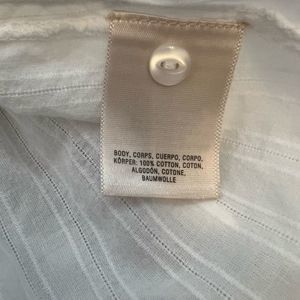 BODY, CORPS, CUERPO, CORPO,
KÖRPER: 100% COTTON, COTON,
ALGODÓN, COTONE,
BAUMWOLLE